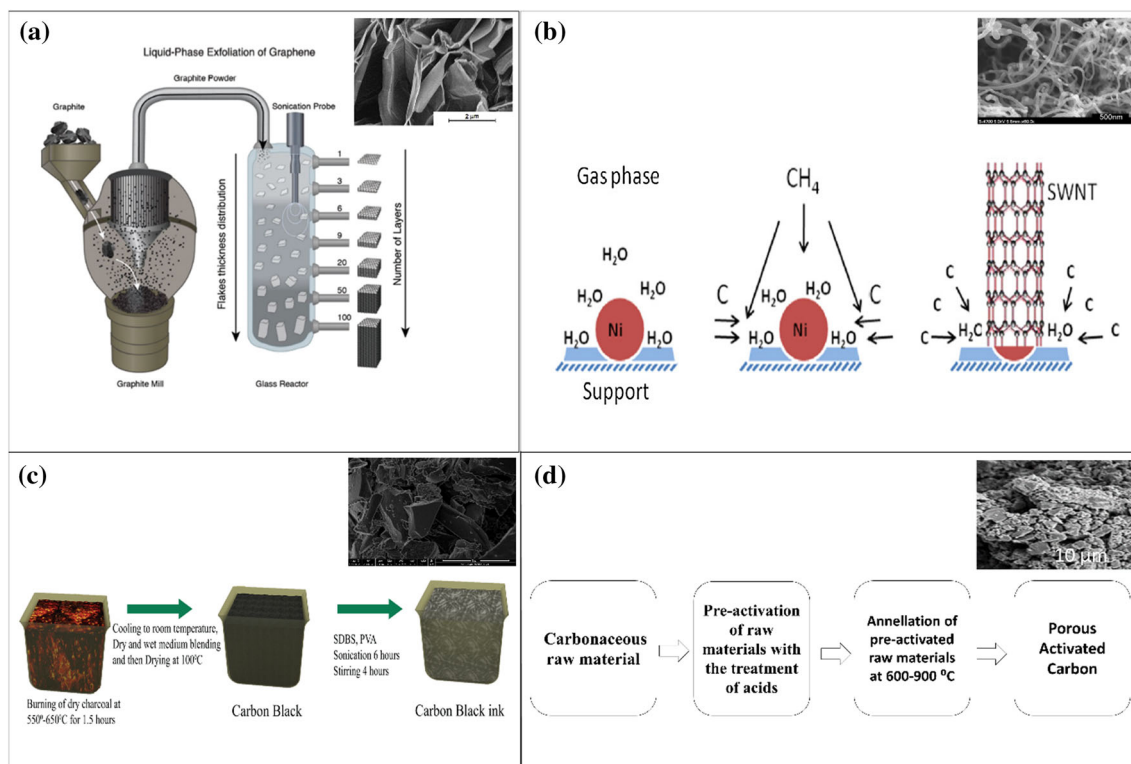 (a)
Liquid-Phase Exfoliation of Graphene
Graphite Powder
Graphite
Sonication Probe
2 µm
1
3
6
9
20
50
100
Flakes thickness distribution
Number of Layers
Graphite Mill
Glass Reactor
(b)
500nm
Gas phase
CH4
SWNT
H2O
H2O
H2O
H2O
H2O
Ni
C
C
H2O
H2O
H2O
H2O
Ni
C
C
C
C
C
C
H2C
H2O
Support
(c)
Cooling to room temperature,
Dry and wet medium blending
and then Drying at 100°C
SDBS, PVA
Sonication 6 hours
Stirring 4 hours
Burning of dry charcoal at
550⁰-650⁰C for 1.5 hours
Carbon Black
Carbon Black ink
(d)
10 µm
Carbonaceous
raw material
Pre-activation
of raw
materials with
the treatment
of acids
Annellation of
pre-activated
raw materials
at 600-900 ⁰C
Porous
Activated
Carbon